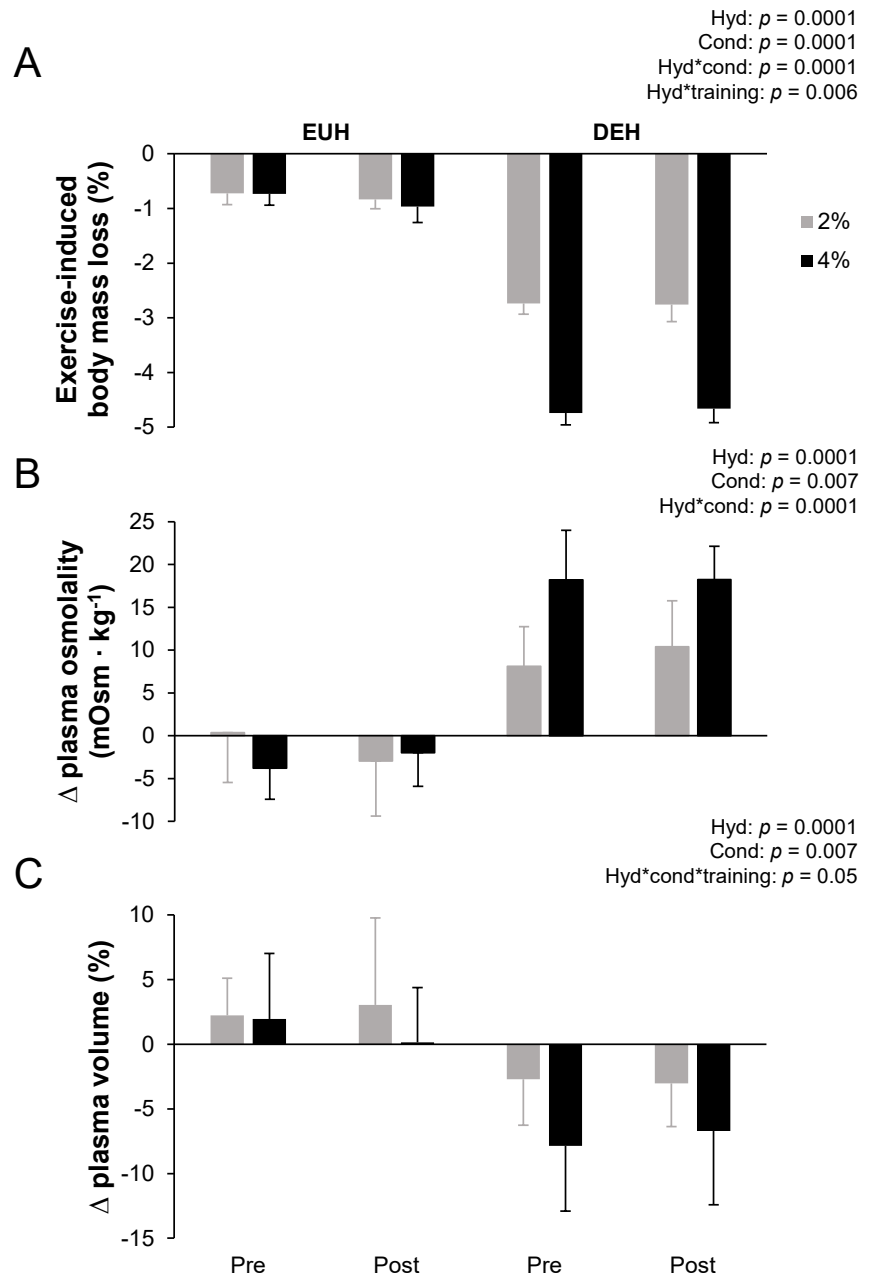 Hyd: p = 0.0001
Cond: p = 0.0001
Hyd*cond: p = 0.0001
Hyd*training: p = 0.006
A
EUH
DEH
Exercise-induced
body mass loss (%)
0
-1
-2
-3
-4
-5
2%
4%
Hyd: p = 0.0001
Cond: p = 0.007
Hyd*cond: p = 0.0001
B
Δ plasma osmolality
(mOsm · kg⁻¹)
25
20
15
10
5
0
-5
-10
Hyd: p = 0.0001
Cond: p = 0.007
Hyd*cond*training: p = 0.05
C
Δ plasma volume (%)
10
5
0
-5
-10
-15
Pre
Post
Pre
Post